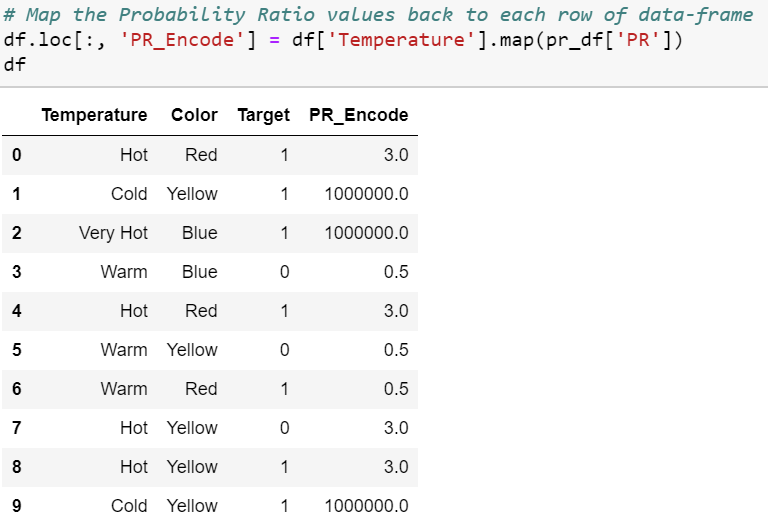 # Map the Probability Ratio values back to each row of data-frame
df.loc[:, 'PR_Encode'] = df['Temperature'].map(pr_df['PR'])
df
Temperature Color Target PR_Encode
0 Hot Red 1 3.0
1 Cold Yellow 1 1000000.0
2 Very Hot Blue 1 1000000.0
3 Warm Blue 0 0.5
4 Hot Red 1 3.0
5 Warm Yellow 0 0.5
6 Warm Red 1 0.5
7 Hot Yellow 0 3.0
8 Hot Yellow 1 3.0
9 Cold Yellow 1 1000000.0